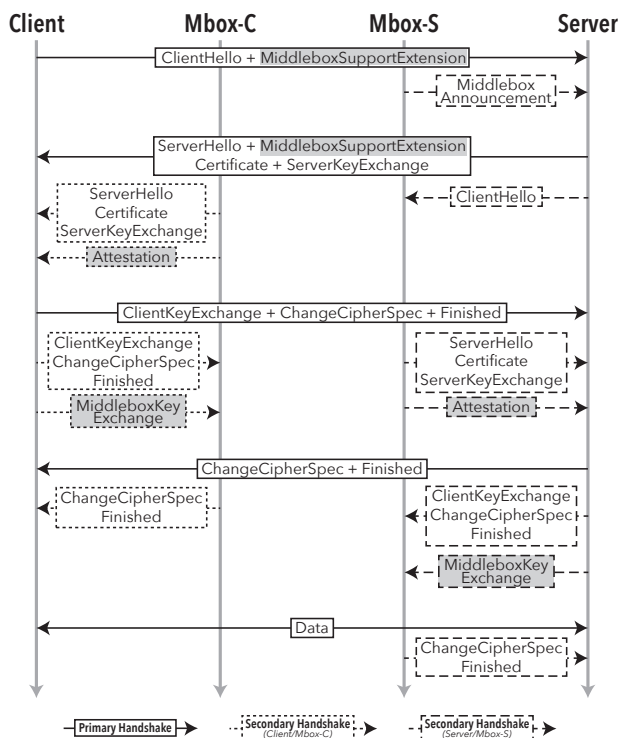 Client Mbox-C Mbox-S Server
ClientHello + MiddleboxSupportExtension
Middlebox
Announcement
ServerHello + MiddleboxSupportExtension
Certificate + ServerKeyExchange
ServerHello
Certificate
ServerKeyExchange
ClientHello
Attestation
ClientKeyExchange + ChangeCipherSpec + Finished
ClientKeyExchange
ChangeCipherSpec
Finished
ServerHello
Certificate
ServerKeyExchange
MiddleboxKey
Exchange
Attestation
ChangeCipherSpec + Finished
ChangeCipherSpec
Finished
ClientKeyExchange
ChangeCipherSpec
Finished
MiddleboxKey
Exchange
Data
ChangeCipherSpec
Finished
Primary Handshake
Secondary Handshake
(Client/Mbox-C)
Secondary Handshake
(Server/Mbox-S)